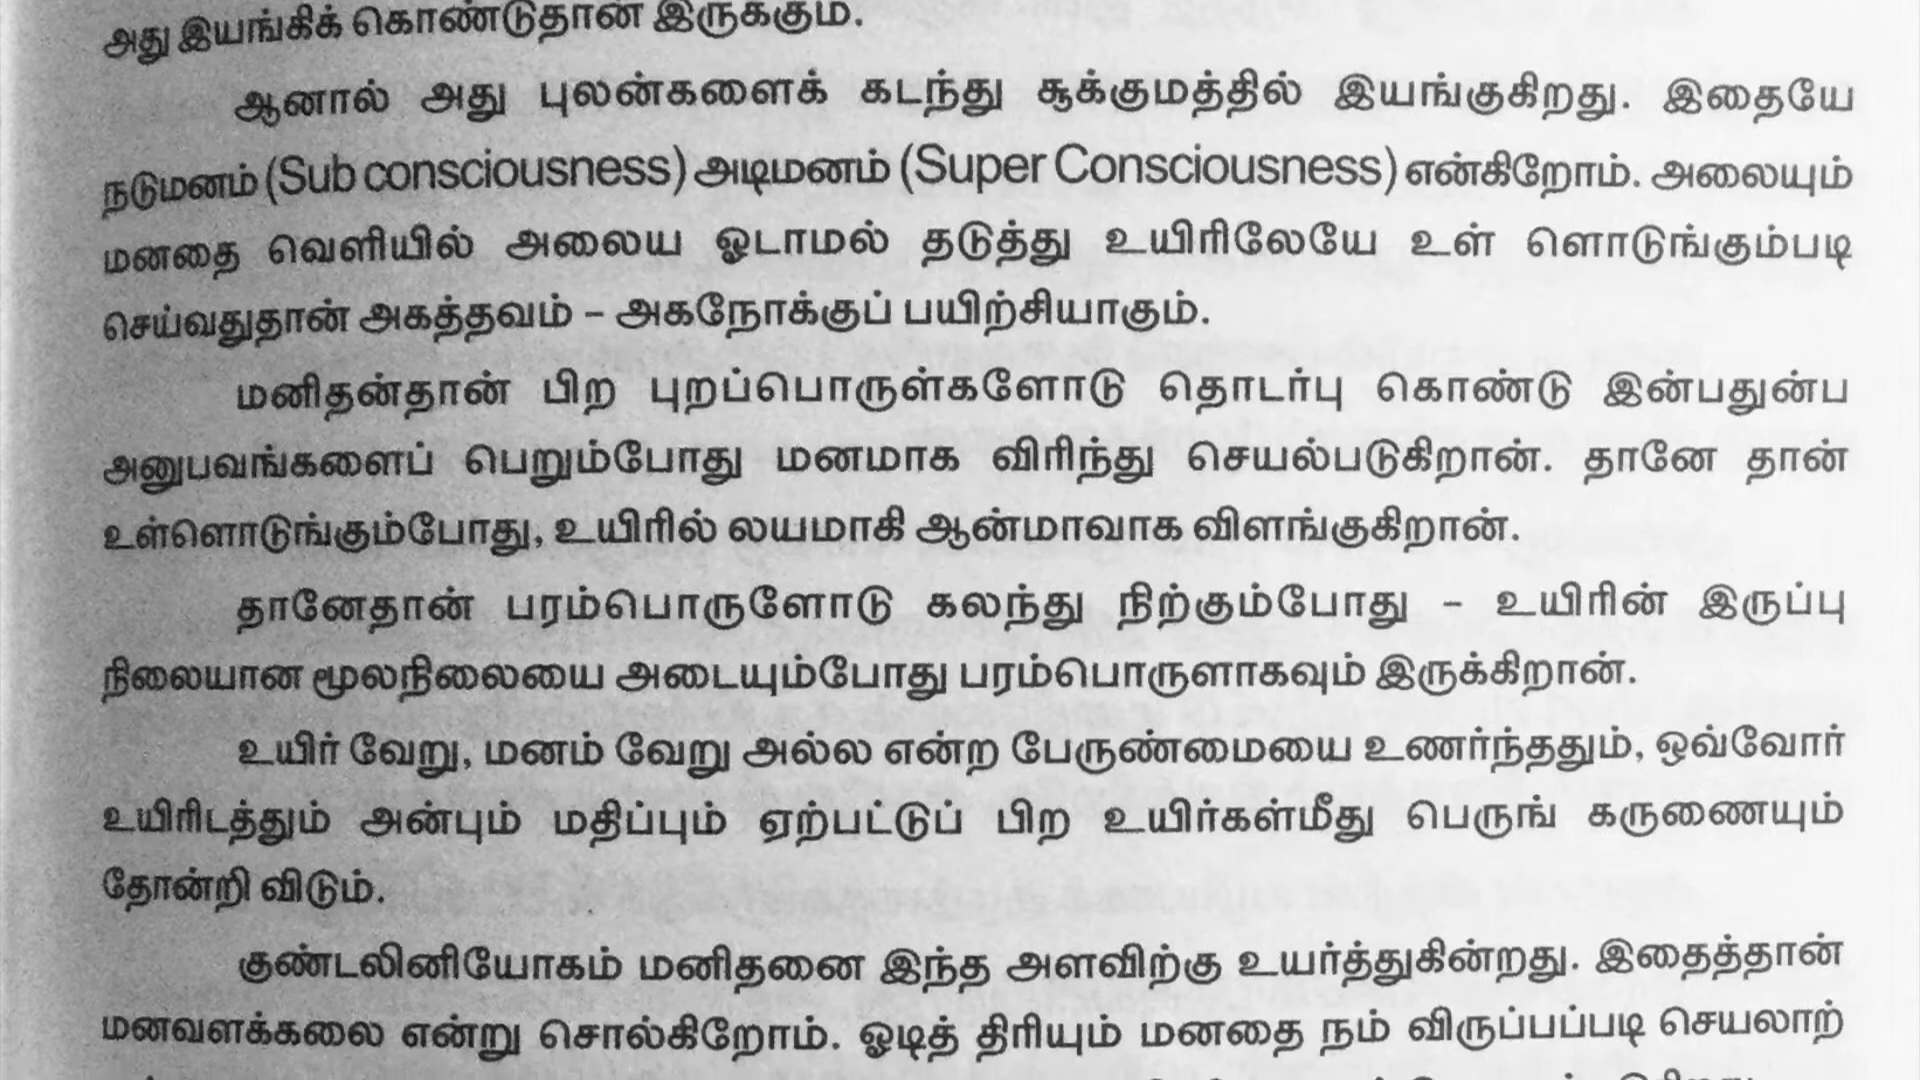 அது இயங்கிக் கொண்டுதான் இருக்கும்.
ஆனால் அது புலன்களைக் கடந்து சூக்குமத்தில் இயங்குகிறது. இதையே
நடுமனம் (Sub consciousness) அடிமனம் (Super Consciousness) என்கிறோம். அலையும்
மனதை வெளியில் அலைய ஓடாமல் தடுத்து உயிரிலேயே உள் ளொடுங்கும்படி
செய்வதுதான் அகத்தவம் – அகநோக்குப் பயிற்சியாகும்.
மனிதன்தான் பிற புறப்பொருள்களோடு தொடர்பு கொண்டு இன்பதுன்ப
அனுபவங்களைப் பெறும்போது மனமாக விரிந்து செயல்படுகிறான். தானே தான்
உள்ளொடுங்கும்போது, உயிரில் லயமாகி ஆன்மாவாக விளங்குகிறான்.
தானேதான் பரம்பொருளோடு கலந்து நிற்கும்போது – உயிரின் இருப்பு
நிலையான மூலநிலையை அடையும்போது பரம்பொருளாகவும் இருக்கிறான்.
உயிர் வேறு, மனம் வேறு அல்ல என்ற பேருண்மையை உணர்ந்ததும், ஒவ்வோர்
உயிரிடத்தும் அன்பும் மதிப்பும் ஏற்பட்டுப் பிற உயிர்கள்மீது பெருங் கருணையும்
தோன்றி விடும்.
குண்டலினியோகம் மனிதனை இந்த அளவிற்கு உயர்த்துகின்றது. இதைத்தான்
மனவளக்கலை என்று சொல்கிறோம். ஓடித் திரியும் மனதை நம் விருப்பப்படி செயலாற்